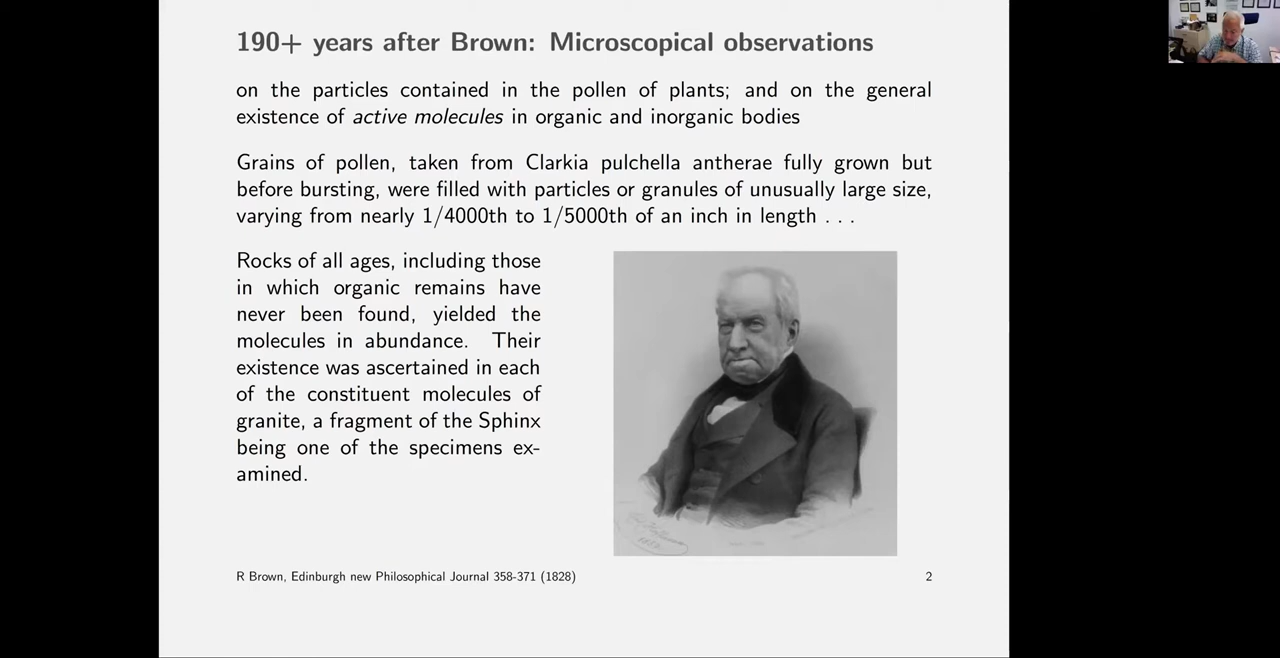 190+ years after Brown: Microscopical observations
on the particles contained in the pollen of plants; and on the general
existence of active molecules in organic and inorganic bodies
Grains of pollen, taken from Clarkia pulchella antherae fully grown but
before bursting, were filled with particles or granules of unusually large size,
varying from nearly 1/4000th to 1/5000th of an inch in length . . .
Rocks of all ages, including those
in which organic remains have
never been found, yielded the
molecules in abundance. Their
existence was ascertained in each
of the constituent molecules of
granite, a fragment of the Sphinx
being one of the specimens ex-
amined.
R Brown, Edinburgh new Philosophical Journal 358-371 (1828)
2